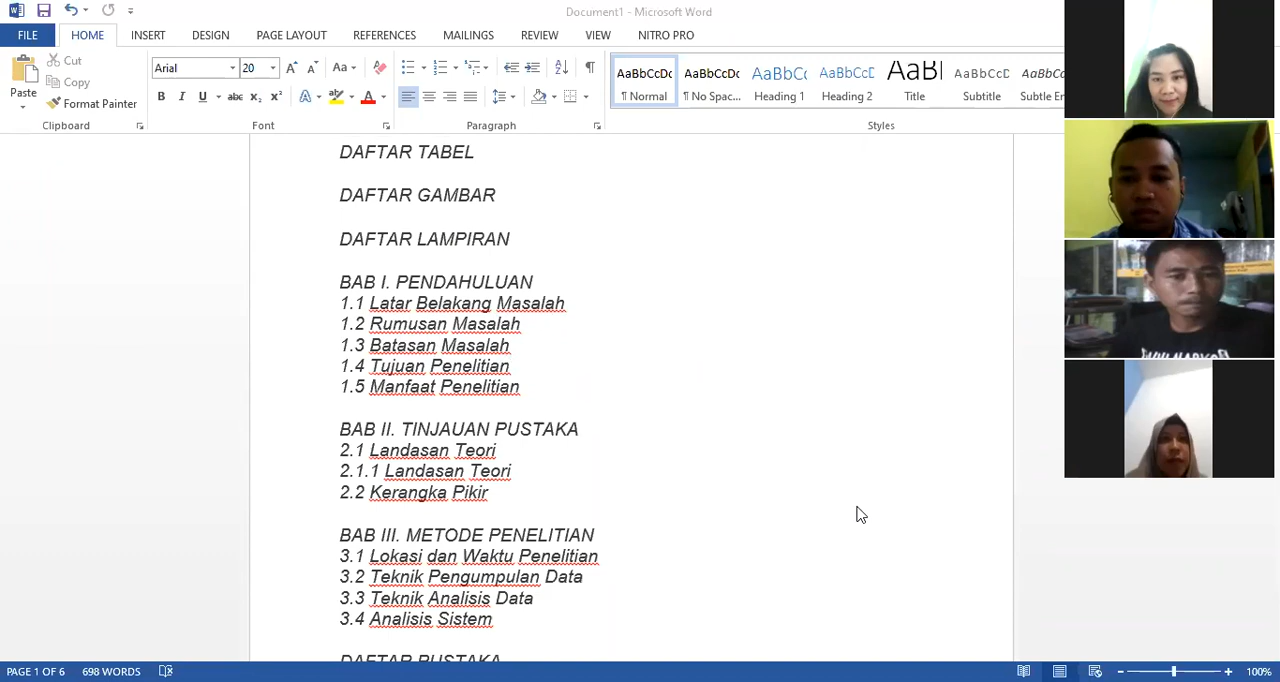 Document1 - Microsoft Word
FILE HOME INSERT DESIGN PAGE LAYOUT REFERENCES MAILINGS REVIEW VIEW NITRO PRO
Paste
Cut
Copy
Format Painter
Clipboard
Arial 20
Aa
B I U abc x₂ x² A A
Font
Paragraph
AaBbCcDc AaBbCcDc AaBbCc AaBbCcD AaBl AaBbCcD AaBbCcD
¶ Normal ¶ No Spac... Heading 1 Heading 2 Title Subtitle Subtle Em
Styles
DAFTAR TABEL
DAFTAR GAMBAR
DAFTAR LAMPIRAN
BAB I. PENDAHULUAN
1.1 Latar Belakang Masalah
1.2 Rumusan Masalah
1.3 Batasan Masalah
1.4 Tujuan Penelitian
1.5 Manfaat Penelitian
BAB II. TINJAUAN PUSTAKA
2.1 Landasan Teori
2.1.1 Landasan Teori
2.2 Kerangka Pikir
BAB III. METODE PENELITIAN
3.1 Lokasi dan Waktu Penelitian
3.2 Teknik Pengumpulan Data
3.3 Teknik Analisis Data
3.4 Analisis Sistem
DAFTAR PUSTAKA
PAGE 1 OF 6 698 WORDS
100%